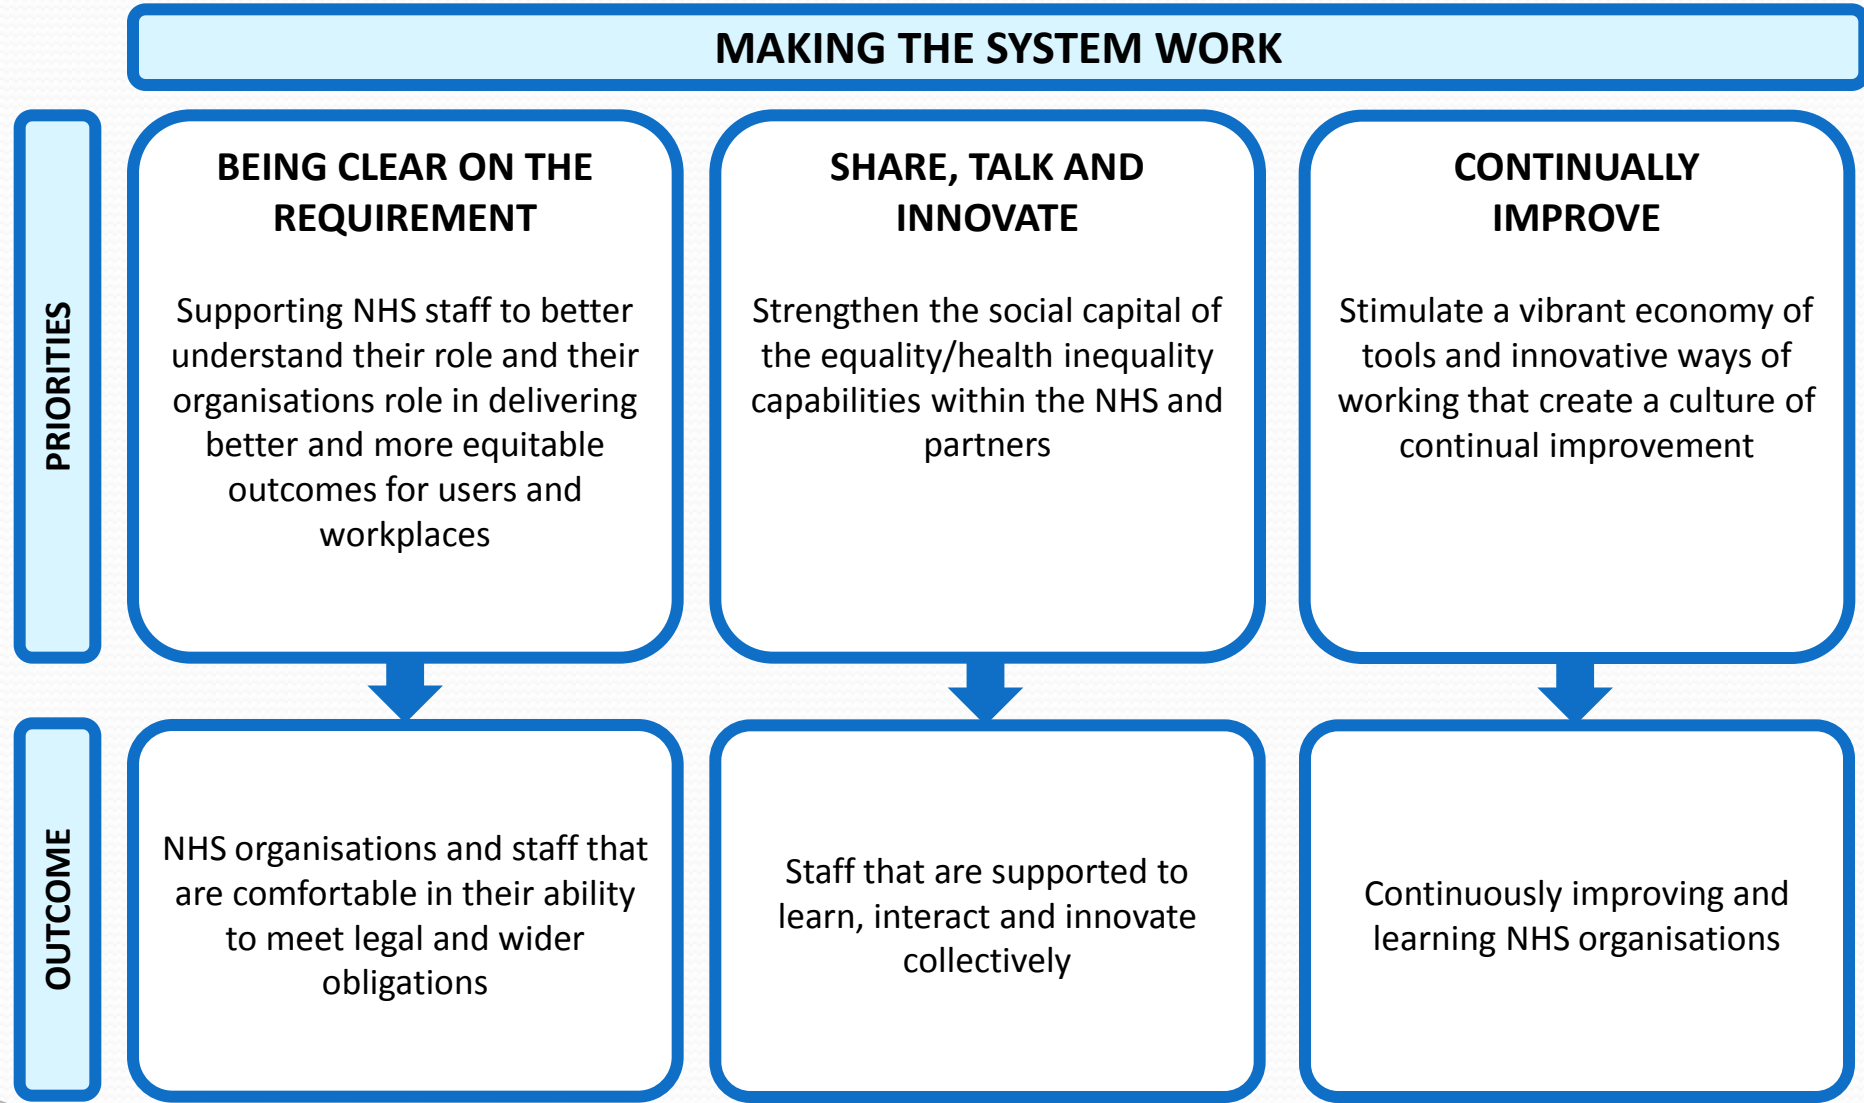 MAKING THE SYSTEM WORK
PRIORITIES
BEING CLEAR ON THE
REQUIREMENT
Supporting NHS staff to better
understand their role and their
organisations role in delivering
better and more equitable
outcomes for users and
workplaces
SHARE, TALK AND
INNOVATE
Strengthen the social capital of
the equality/health inequality
capabilities within the NHS and
partners
CONTINUALLY
IMPROVE
Stimulate a vibrant economy of
tools and innovative ways of
working that create a culture of
continual improvement
OUTCOME
NHS organisations and staff that
are comfortable in their ability
to meet legal and wider
obligations
Staff that are supported to
learn, interact and innovate
collectively
Continuously improving and
learning NHS organisations